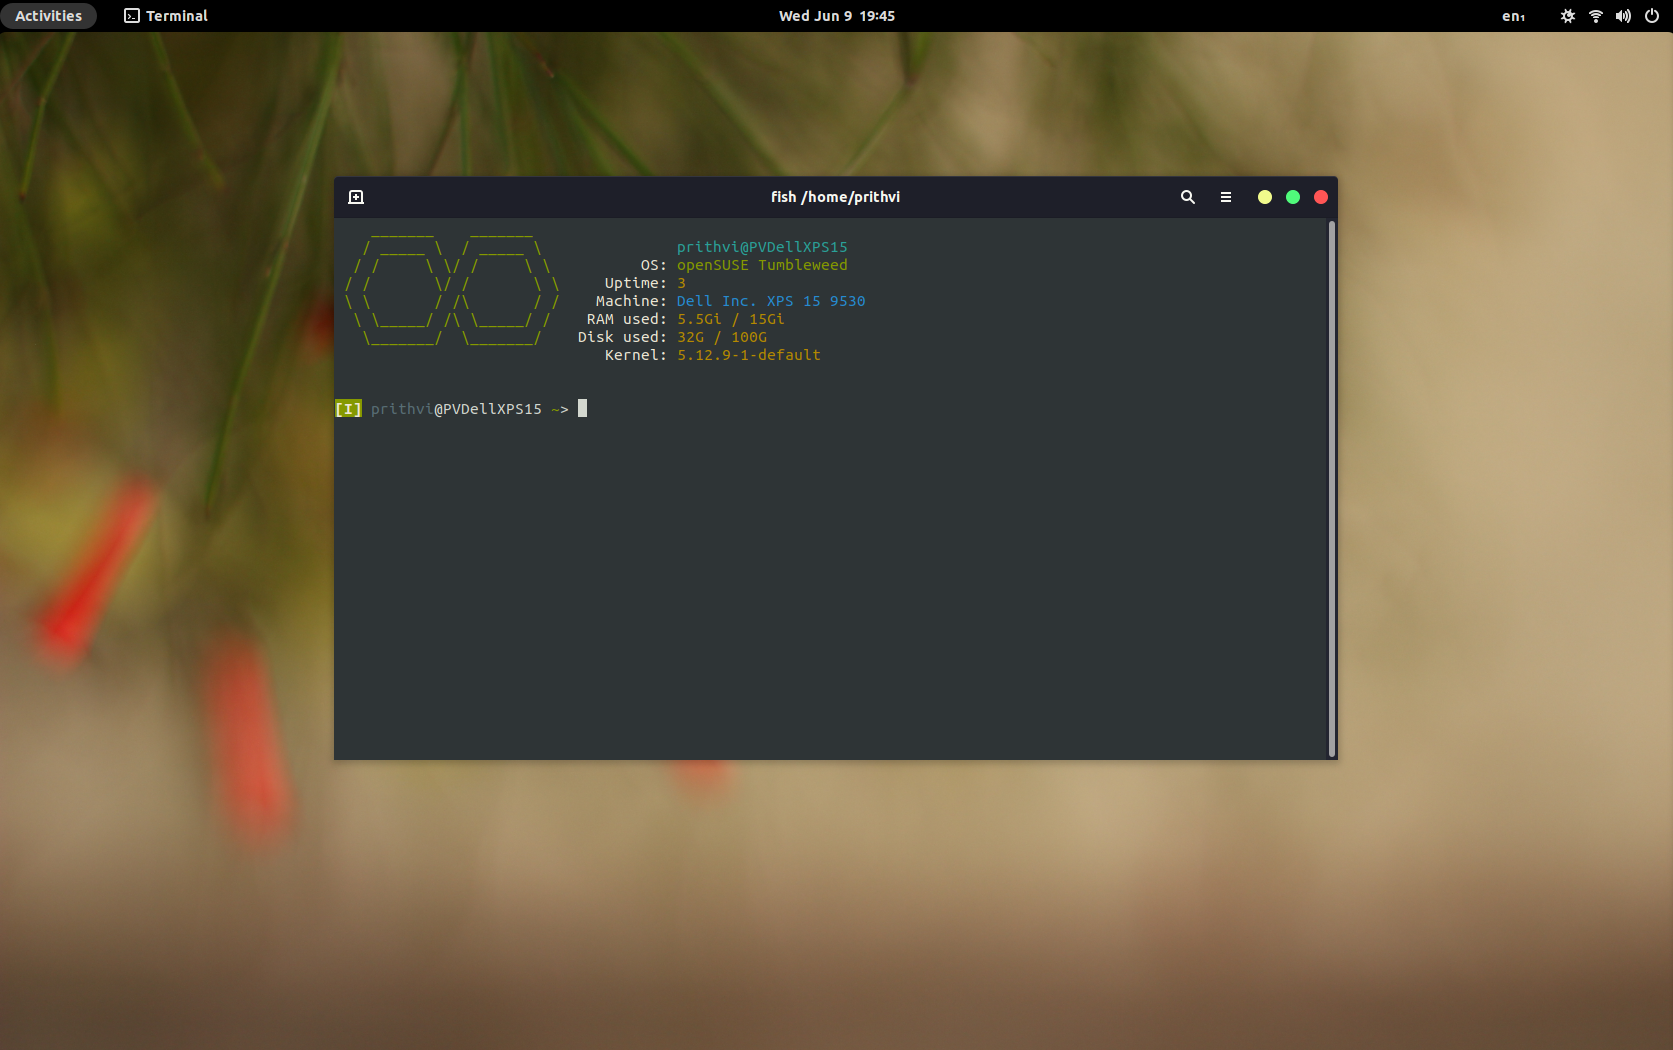 Activities Terminal Wed Jun 9 19:45 en₁
fish /home/prithvi
prithvi@PVDellXPS15
OS: openSUSE Tumbleweed
Uptime: 3
Machine: Dell Inc. XPS 15 9530
RAM used: 5.5Gi / 15Gi
Disk used: 32G / 100G
Kernel: 5.12.9-1-default
[I] prithvi@PVDellXPS15 ~>